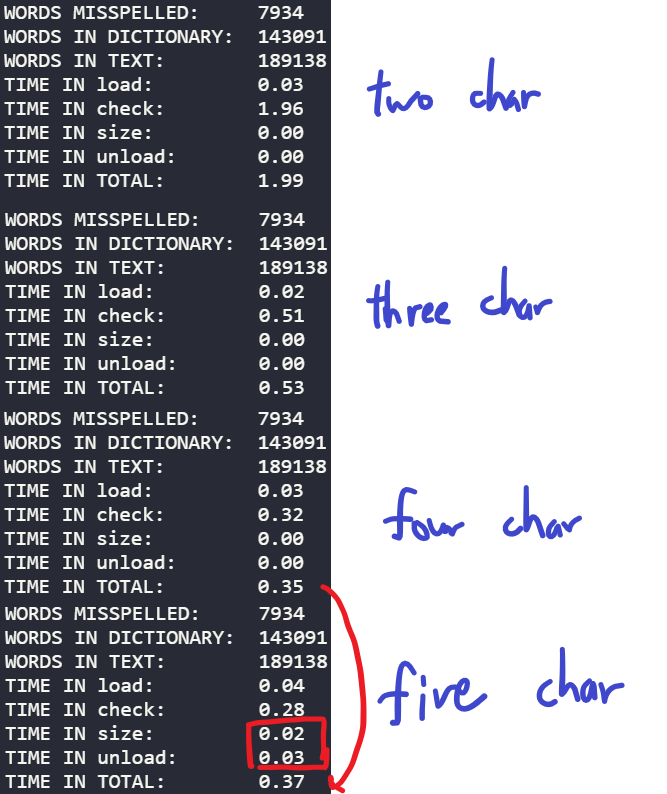 WORDS MISSPELLED: 7934
WORDS IN DICTIONARY: 143091
WORDS IN TEXT: 189138
TIME IN load: 0.03
TIME IN check: 1.96
TIME IN size: 0.00
TIME IN unload: 0.00
TIME IN TOTAL: 1.99
two char
WORDS MISSPELLED: 7934
WORDS IN DICTIONARY: 143091
WORDS IN TEXT: 189138
TIME IN load: 0.02
TIME IN check: 0.51
TIME IN size: 0.00
TIME IN unload: 0.00
TIME IN TOTAL: 0.53
three char
WORDS MISSPELLED: 7934
WORDS IN DICTIONARY: 143091
WORDS IN TEXT: 189138
TIME IN load: 0.03
TIME IN check: 0.32
TIME IN size: 0.00
TIME IN unload: 0.00
TIME IN TOTAL: 0.35
four char
WORDS MISSPELLED: 7934
WORDS IN DICTIONARY: 143091
WORDS IN TEXT: 189138
TIME IN load: 0.04
TIME IN check: 0.28
TIME IN size: 0.02
TIME IN unload: 0.03
TIME IN TOTAL: 0.37
five char